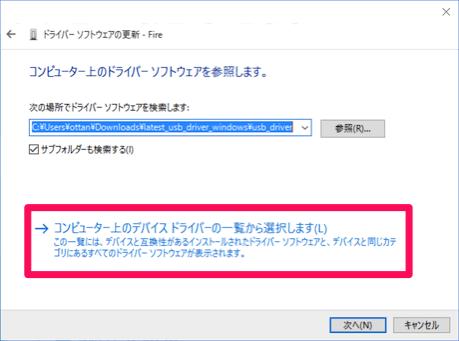 ドライバー ソフトウェアの更新 - Fire
コンピューター上のドライバー ソフトウェアを参照します。
次の場所でドライバー ソフトウェアを検索します:
C:¥Users¥ottan¥Downloads¥latest_usb_driver_windows¥usb_driver
参照(R)...
サブフォルダーも検索する(I)
コンピューター上のデバイス ドライバーの一覧から選択します(L)
この一覧には、デバイスと互換性があるインストールされたドライバー ソフトウェアと、デバイスと同じカテ
ゴリにあるすべてのドライバー ソフトウェアが表示されます。
次へ(N)
キャンセル